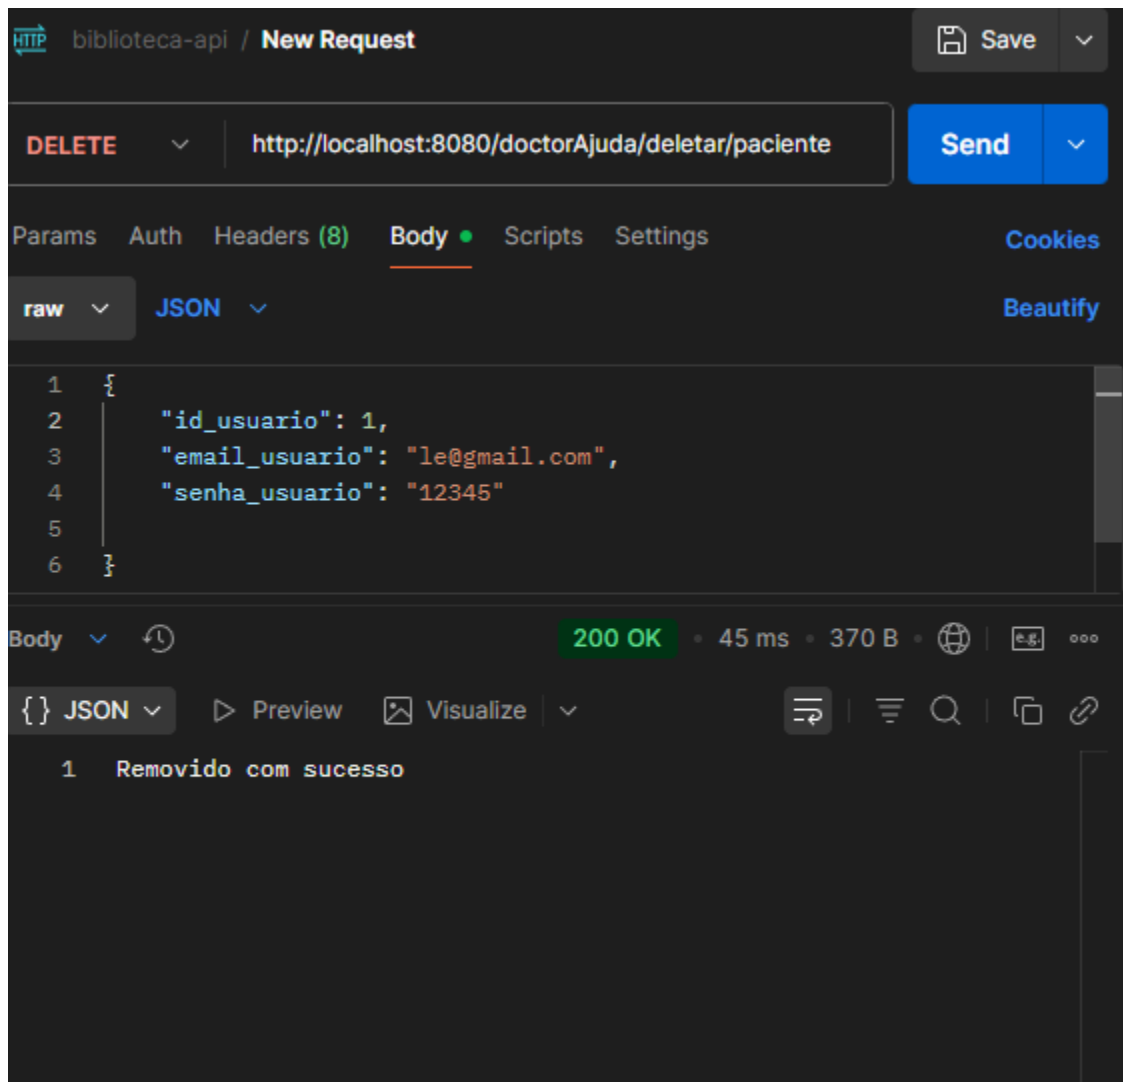 HTTP biblioteca-api / New Request Save
DELETE http://localhost:8080/doctorAjuda/deletar/paciente Send
Params Auth Headers (8) Body Scripts Settings Cookies
raw JSON Beautify
1 {
2 "id_usuario": 1,
3 "email_usuario": "le@gmail.com",
4 "senha_usuario": "12345"
5
6 }
Body 200 OK • 45 ms • 370 B • e.g.
{} JSON Preview Visualize
1 Removido com sucesso